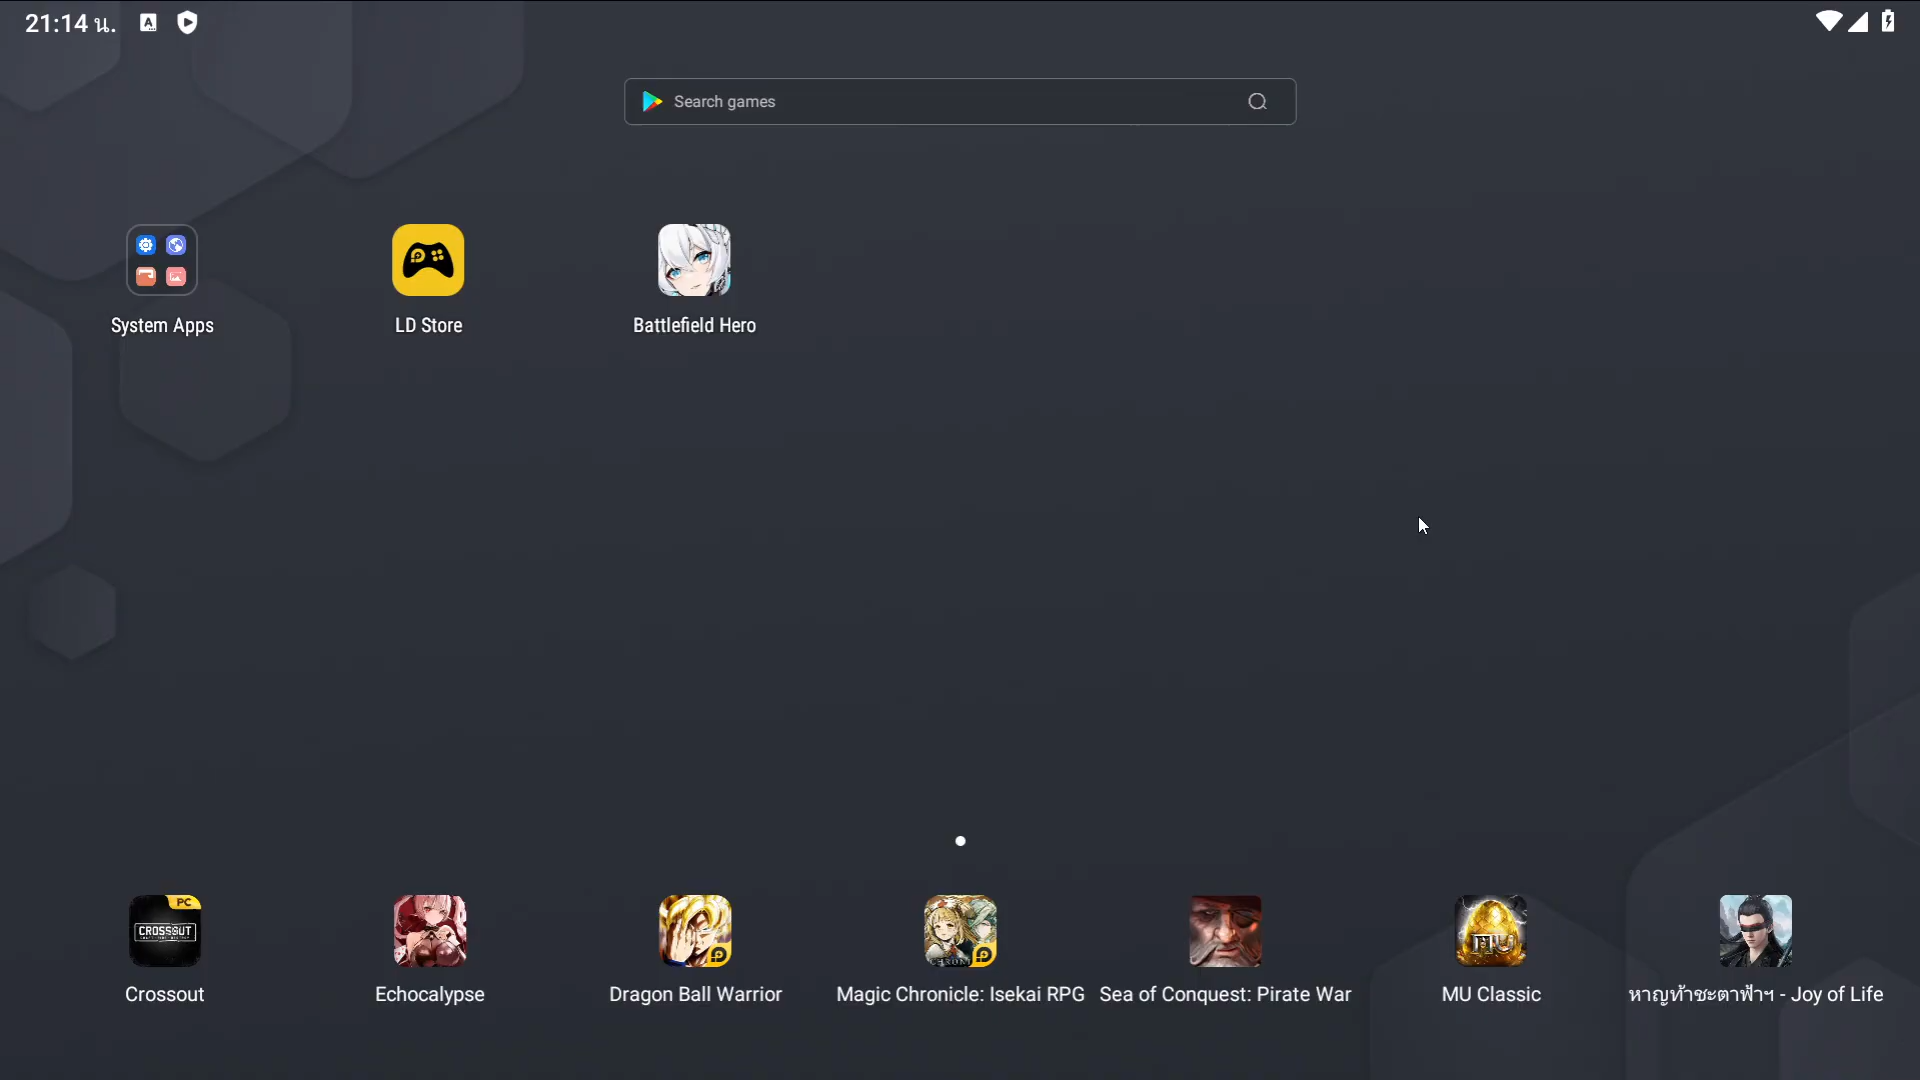 21:14 น.
Search games
System Apps
LD Store
Battlefield Hero
PC
CROSSOUT
MU
Crossout
Echocalypse
Dragon Ball Warrior
Magic Chronicle: Isekai RPG
Sea of Conquest: Pirate War
MU Classic
หาญท้าชะตาฟ้าฯ - Joy of Life